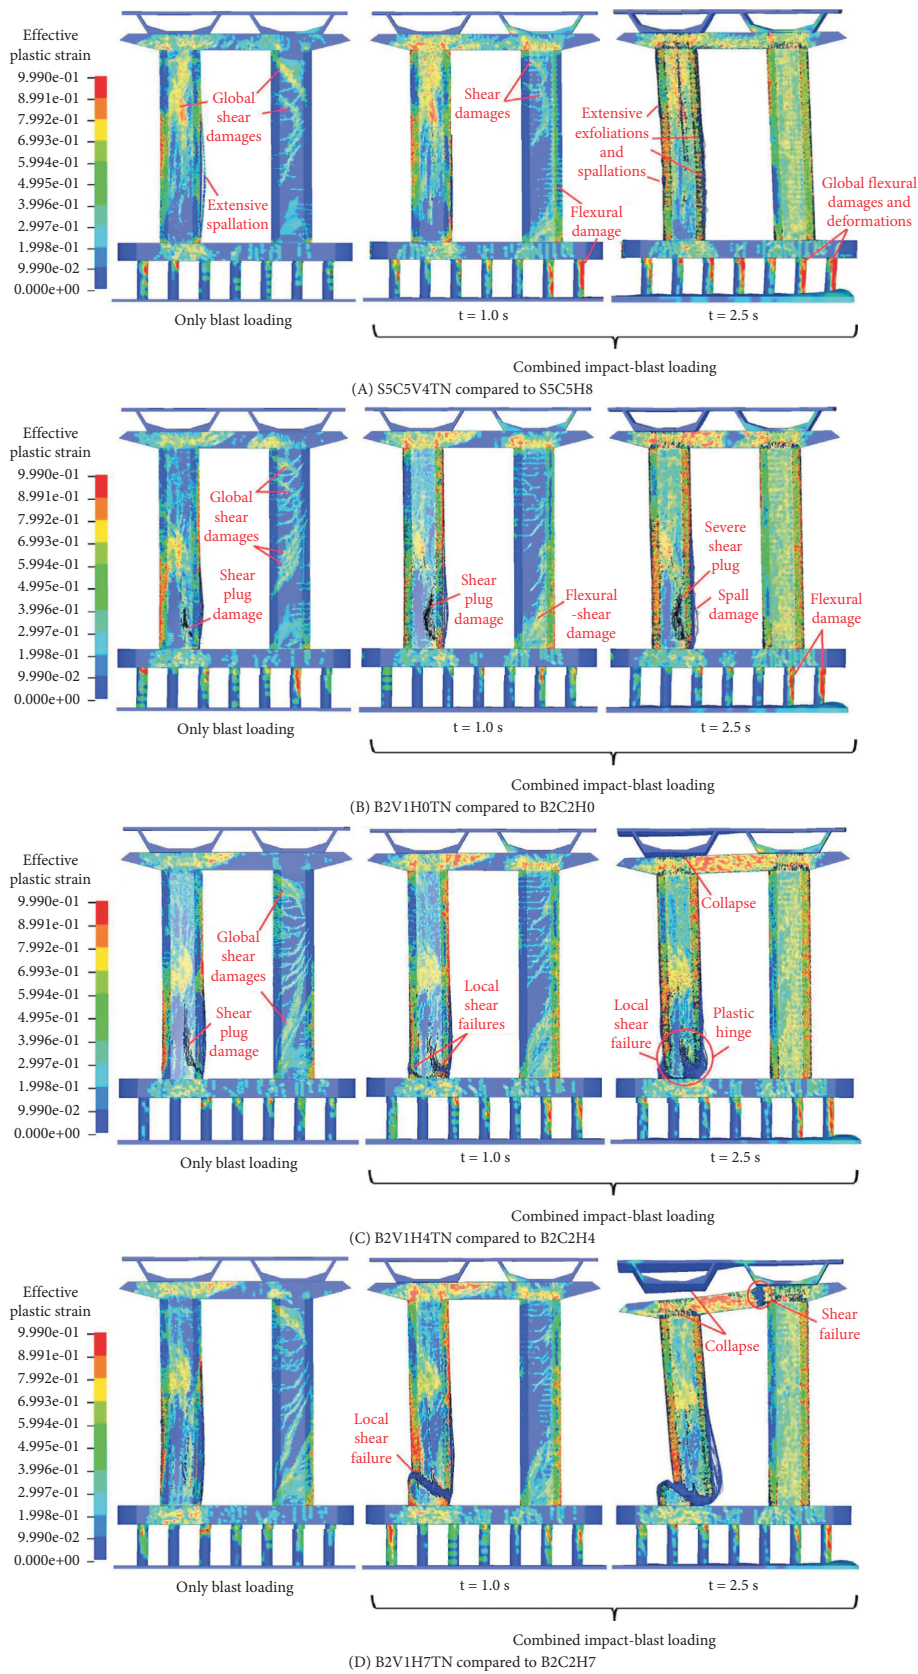 Effective
plastic strain
9.990e-01
8.991e-01
7.992e-01
6.993e-01
5.994e-01
4.995e-01
3.996e-01
2.997e-01
1.998e-01
9.990e-02
0.000e+00
Global
shear
damages
Extensive
spallation
Only blast loading
Shear
damages
Flexural
damage
t = 1.0 s
Extensive
exfoliations
and
spallations
Global flexural
damages and
deformations
t = 2.5 s
Combined impact-blast loading
(A) S5C5V4TN compared to S5C5H8
Effective
plastic strain
9.990e-01
8.991e-01
7.992e-01
6.993e-01
5.994e-01
4.995e-01
3.996e-01
2.997e-01
1.998e-01
9.990e-02
0.000e+00
Global
shear
damages
Shear
plug
damage
Only blast loading
Shear
plug
damage
Flexural
-shear
damage
t = 1.0 s
Severe
shear
plug
Spall
damage
Flexural
damage
t = 2.5 s
Combined impact-blast loading
(B) B2V1H0TN compared to B2C2H0
Effective
plastic strain
9.990e-01
8.991e-01
7.992e-01
6.993e-01
5.994e-01
4.995e-01
3.996e-01
2.997e-01
1.998e-01
9.990e-02
0.000e+00
Global
shear
damages
Shear
plug
damage
Only blast loading
Local
shear
failures
t = 1.0 s
Collapse
Local
shear
failure
Plastic
hinge
t = 2.5 s
Combined impact-blast loading
(C) B2V1H4TN compared to B2C2H4
Effective
plastic strain
9.990e-01
8.991e-01
7.992e-01
6.993e-01
5.994e-01
4.995e-01
3.996e-01
2.997e-01
1.998e-01
9.990e-02
0.000e+00
Only blast loading
Local
shear
failure
t = 1.0 s
Collapse
Shear
failure
t = 2.5 s
Combined impact-blast loading
(D) B2V1H7TN compared to B2C2H7